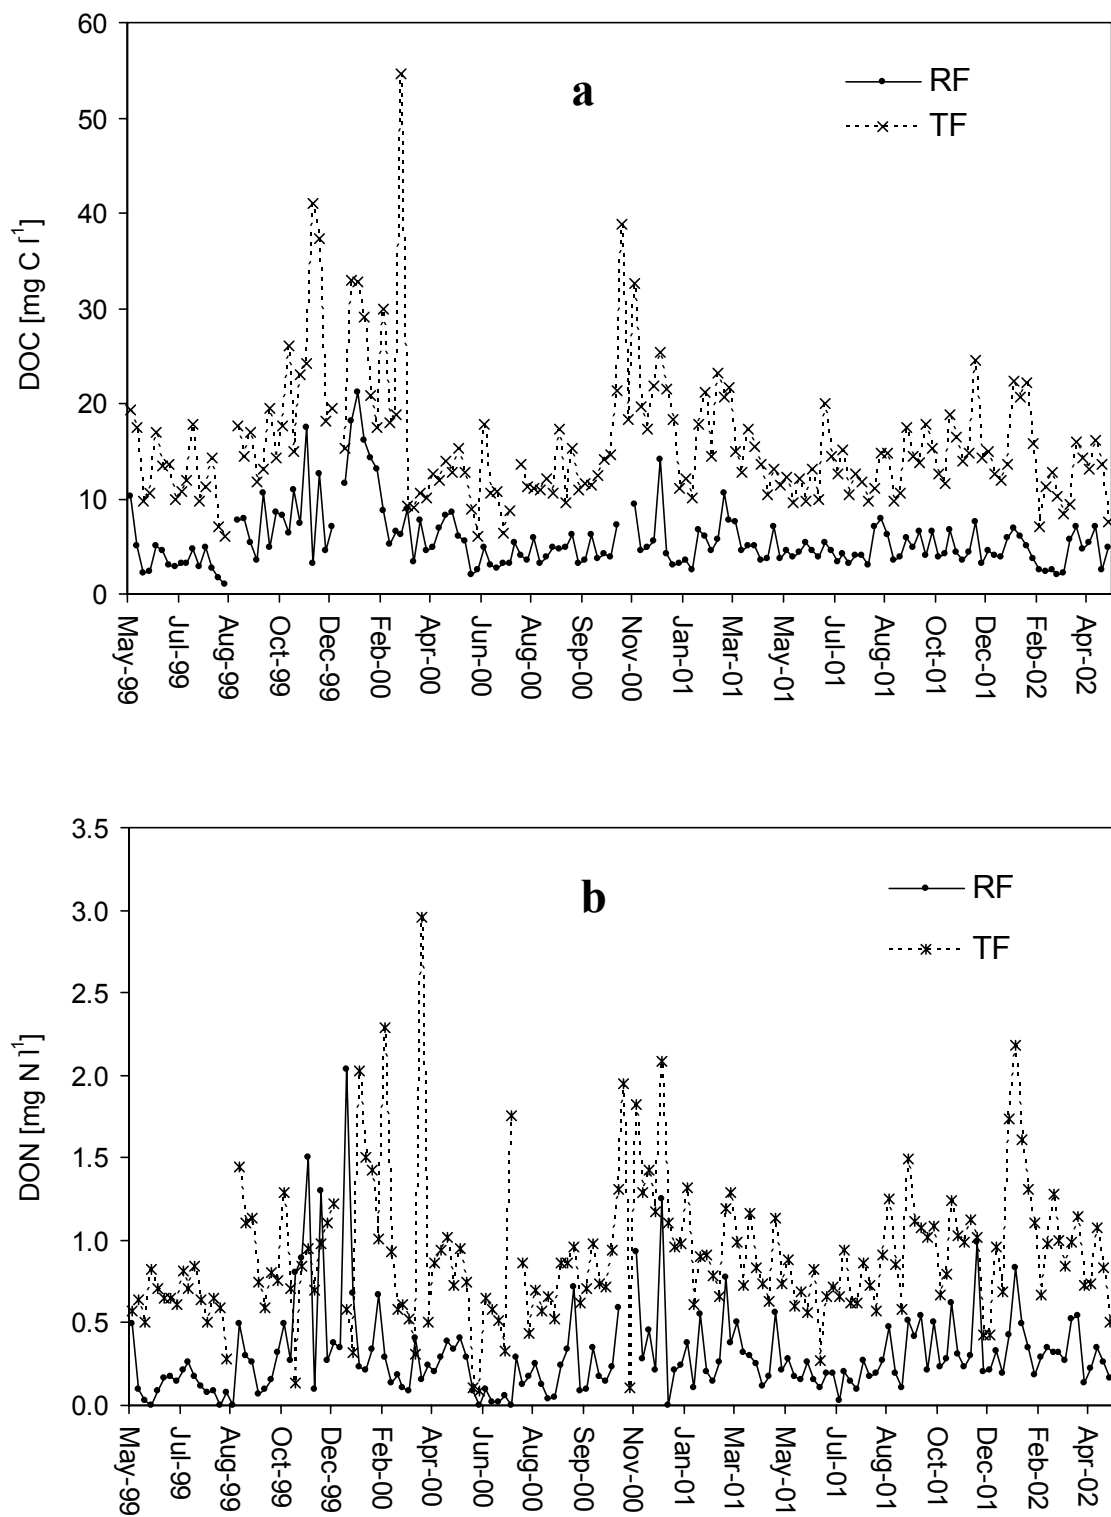 60
50
40
30
20
10
0
DOC [mg C l-1]
a
RF
TF
May-99 Jul-99 Aug-99 Oct-99 Dec-99 Feb-00 Apr-00 Jun-00 Aug-00 Sep-00 Nov-00 Jan-01 Mar-01 May-01 Jul-01 Aug-01 Oct-01 Dec-01 Feb-02 Apr-02
3.5
3.0
2.5
2.0
1.5
1.0
0.5
0.0
DON [mg N l-1]
b
RF
TF
May-99 Jul-99 Aug-99 Oct-99 Dec-99 Feb-00 Apr-00 Jun-00 Aug-00 Sep-00 Nov-00 Jan-01 Mar-01 May-01 Jul-01 Aug-01 Oct-01 Dec-01 Feb-02 Apr-02